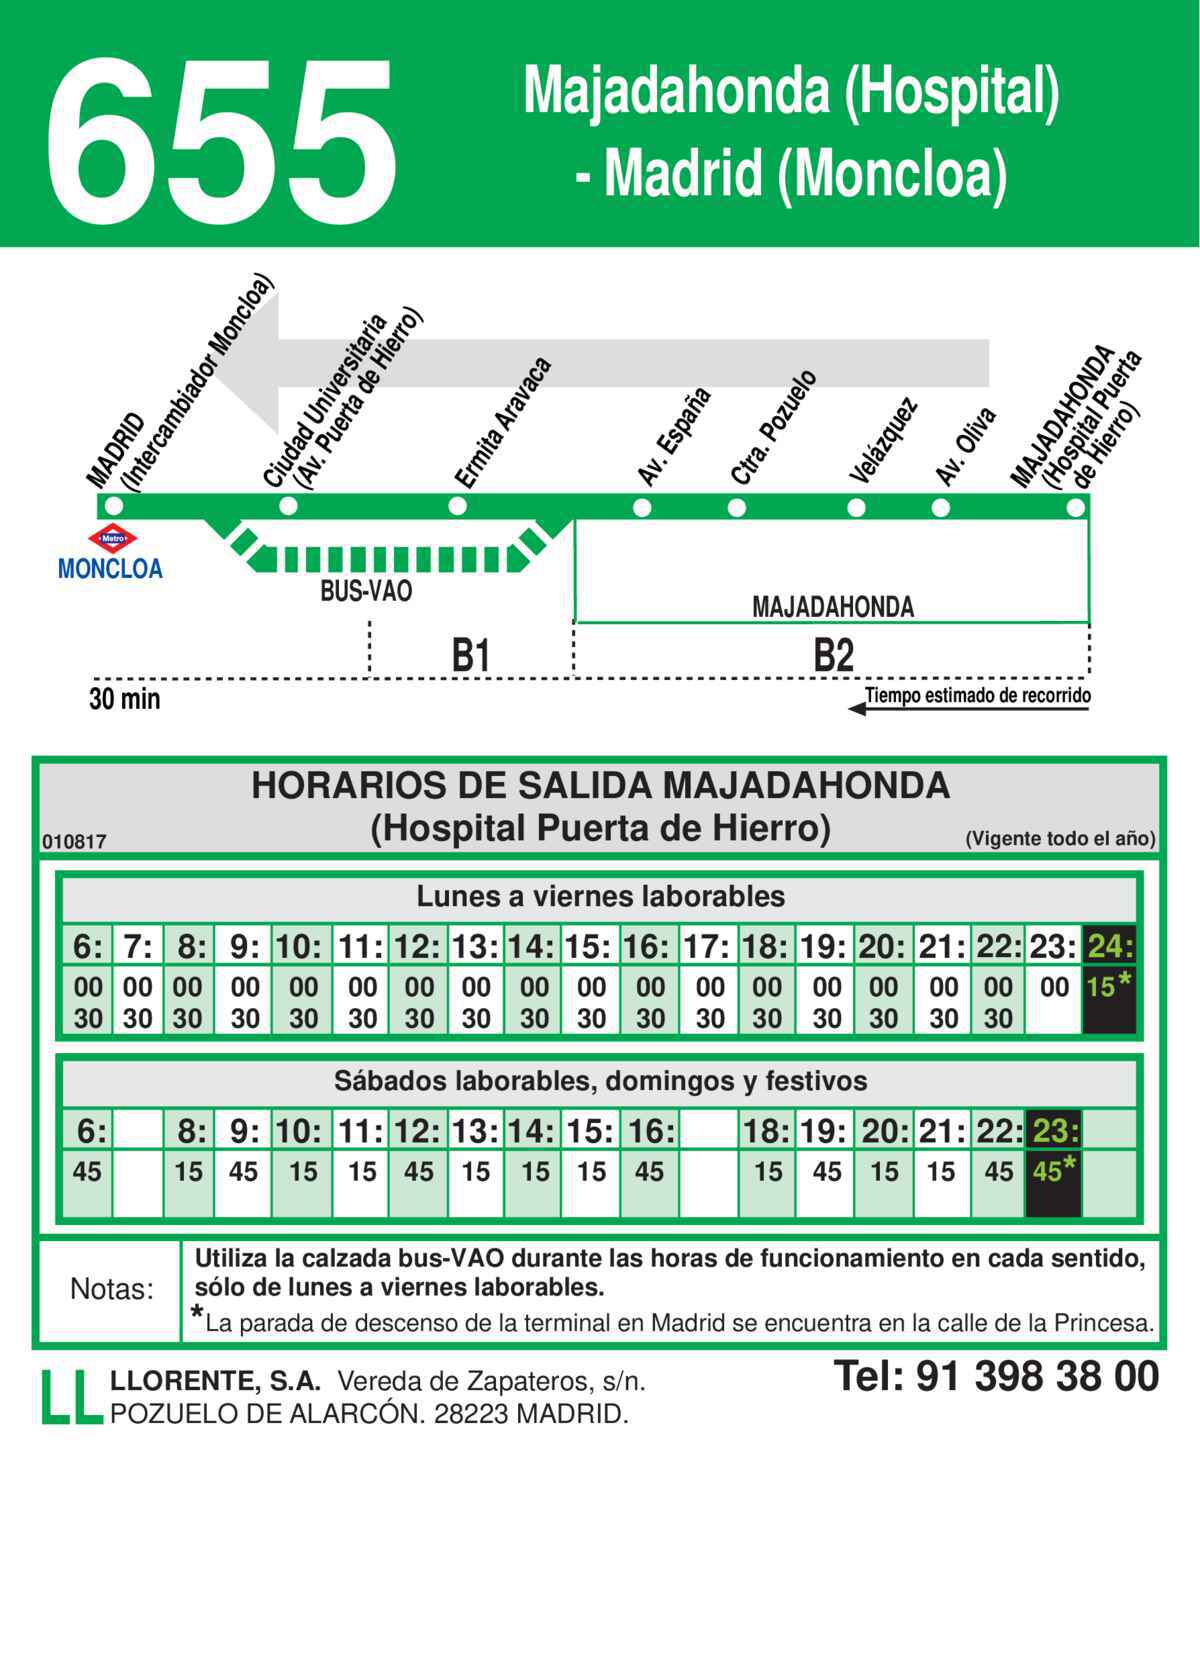 655
Majadahonda (Hospital)
- Madrid (Moncloa)
MADRID
(Intercambiador Moncloa)
Ciudad Universitaria
(Av. Puerta de Hierro)
Ermita Aravaca
Av. España
Ctra. Pozuelo
Velázquez
Av. Oliva
MAJADAHONDA
(Hospital Puerta
de Hierro)
Metro
MONCLOA
BUS-VAO
MAJADAHONDA
B1
B2
30 min
Tiempo estimado de recorrido
HORARIOS DE SALIDA MAJADAHONDA
(Hospital Puerta de Hierro)
010817
(Vigente todo el año)
Lunes a viernes laborables
6: 7: 8: 9: 10: 11: 12: 13: 14: 15: 16: 17: 18: 19: 20: 21: 22: 23: 24:
00 00 00 00 00 00 00 00 00 00 00 00 00 00 00 00 00 00 15*
30 30 30 30 30 30 30 30 30 30 30 30 30 30 30 30 30
Sábados laborables, domingos y festivos
6: 8: 9: 10: 11: 12: 13: 14: 15: 16: 18: 19: 20: 21: 22: 23:
45 15 45 15 15 45 15 15 15 45 15 45 15 15 45 45*
Notas:
Utiliza la calzada bus-VAO durante las horas de funcionamiento en cada sentido,
sólo de lunes a viernes laborables.
*La parada de descenso de la terminal en Madrid se encuentra en la calle de la Princesa.
LL
LLORENTE, S.A. Vereda de Zapateros, s/n.
POZUELO DE ALARCÓN. 28223 MADRID.
Tel: 91 398 38 00